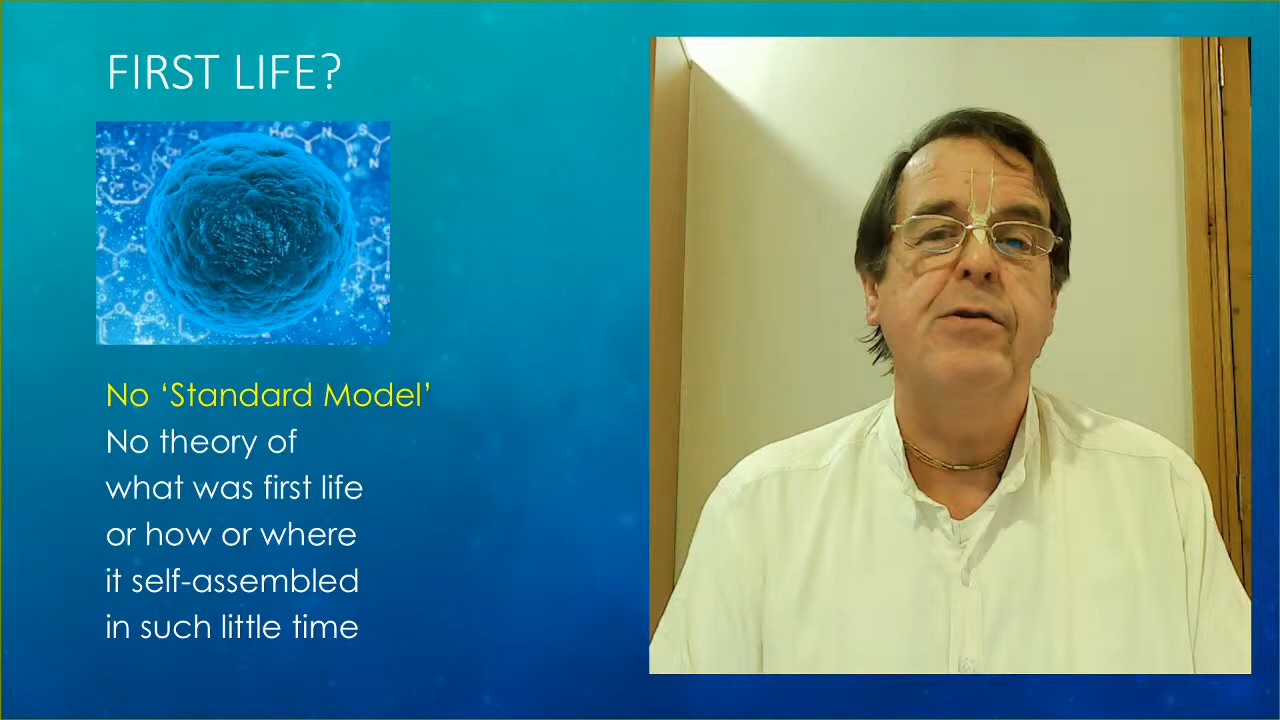 FIRST LIFE?
H₃C N S
N N
No ‘Standard Model’
No theory of
what was first life
or how or where
it self-assembled
in such little time